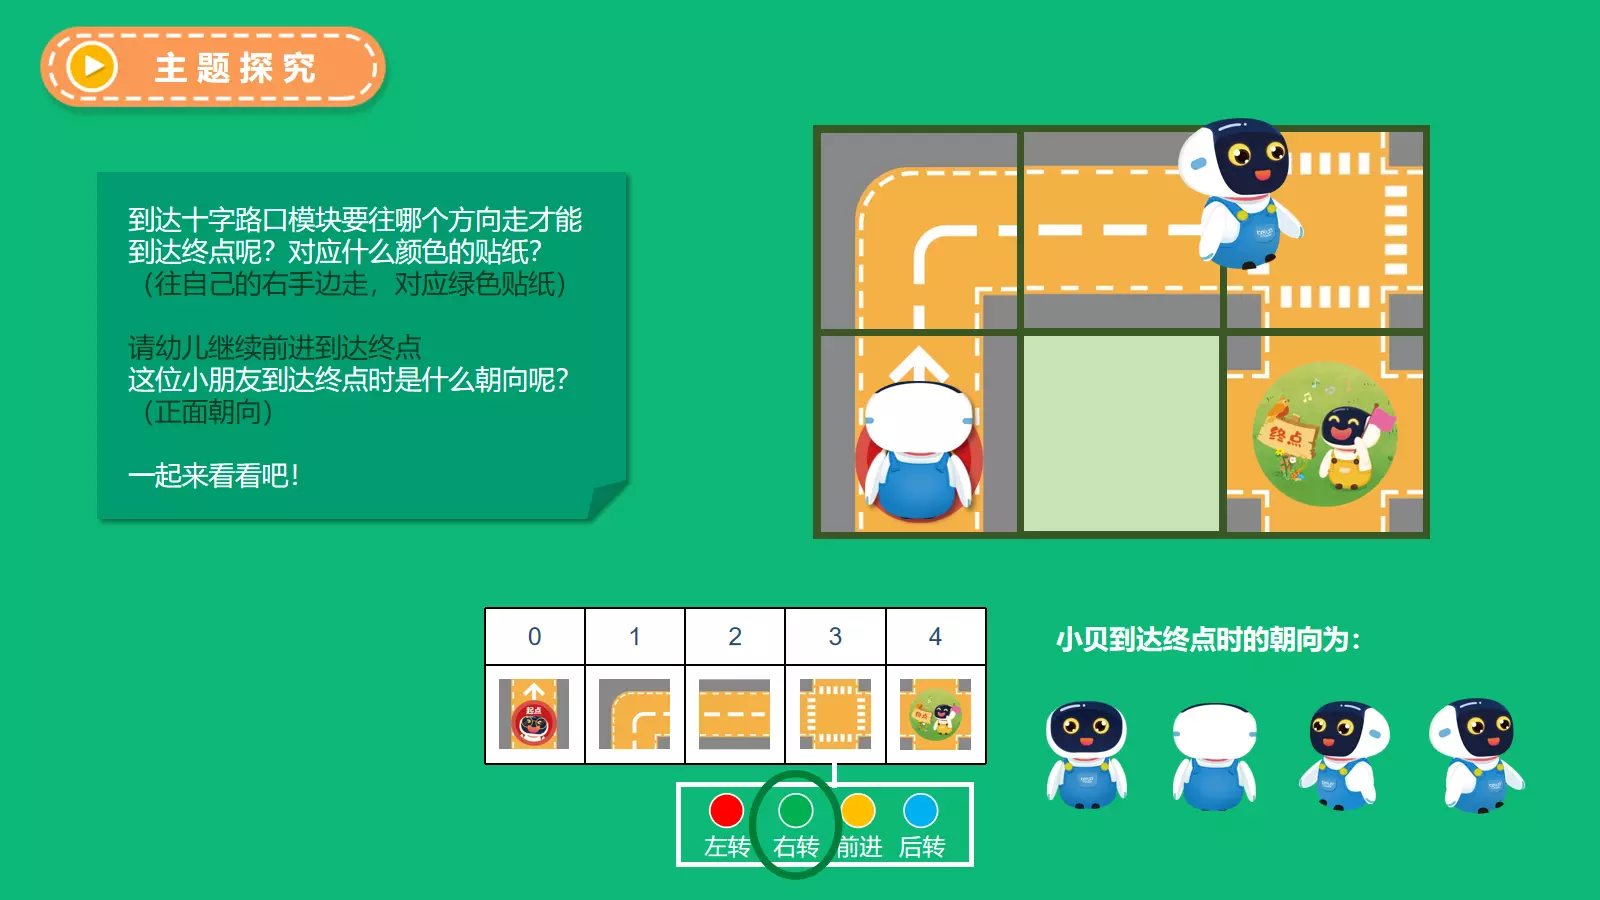 主题探究
到达十字路口模块要往哪个方向走才能
到达终点呢？对应什么颜色的贴纸？
（往自己的右手边走，对应绿色贴纸）
请幼儿继续前进到达终点
这位小朋友到达终点时是什么朝向呢？
（正面朝向）
一起来看看吧！
终点
0 1 2 3 4
起点
终点
左转 右转 前进 后转
小贝到达终点时的朝向为：